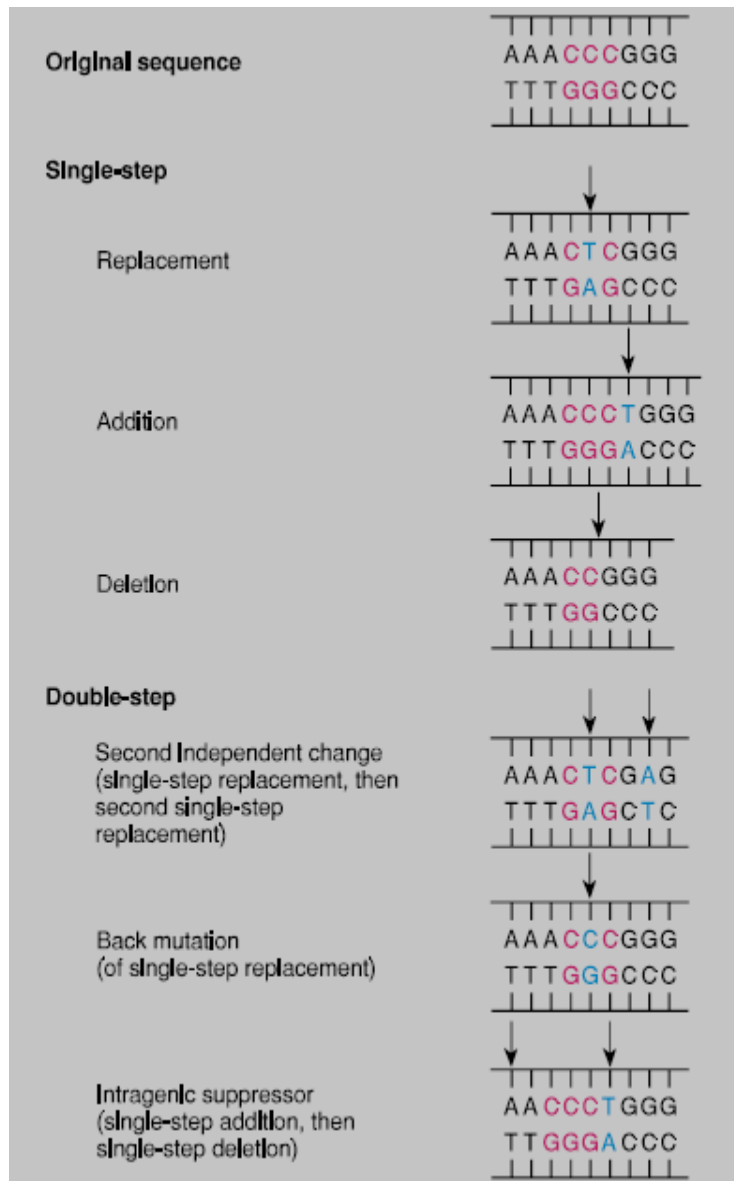 Original sequence
AAACCCGGG
TTTGGGCCC
Single-step
Replacement
AAACTCGGG
TTTGAGCCC
Addition
AAACCCTGGG
TTTGGGACCC
Deletion
AAACCGGG
TTTGGCCC
Double-step
Second Independent change
(single-step replacement, then
second single-step
replacement)
AAACTCGAG
TTTGAGCTC
Back mutation
(of single-step replacement)
AAACCCGGG
TTTGGGCCC
Intragenic suppressor
(single-step addition, then
single-step deletion)
AACCCTGGG
TTGGGACCC